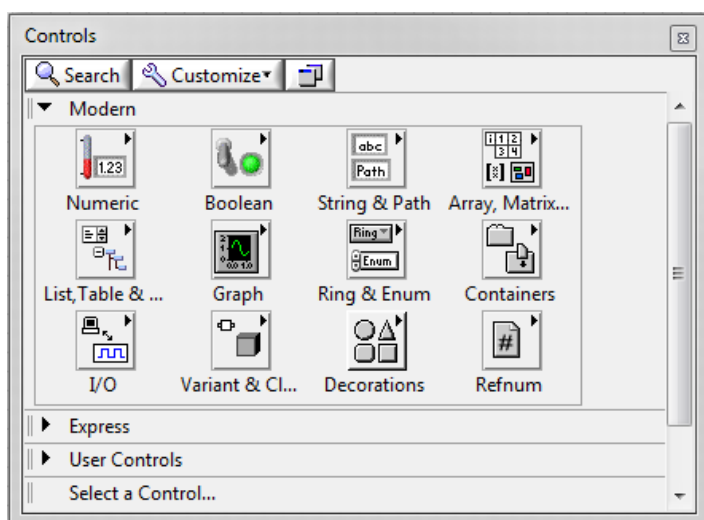 Controls
Search Customize
Modern
1.23 abc Path i 1 2 3 4
Numeric Boolean String & Path Array, Matrix...
Ring Enum
List,Table & ... Graph Ring & Enum Containers
#
I/O Variant & Cl... Decorations Refnum
Express
User Controls
Select a Control...